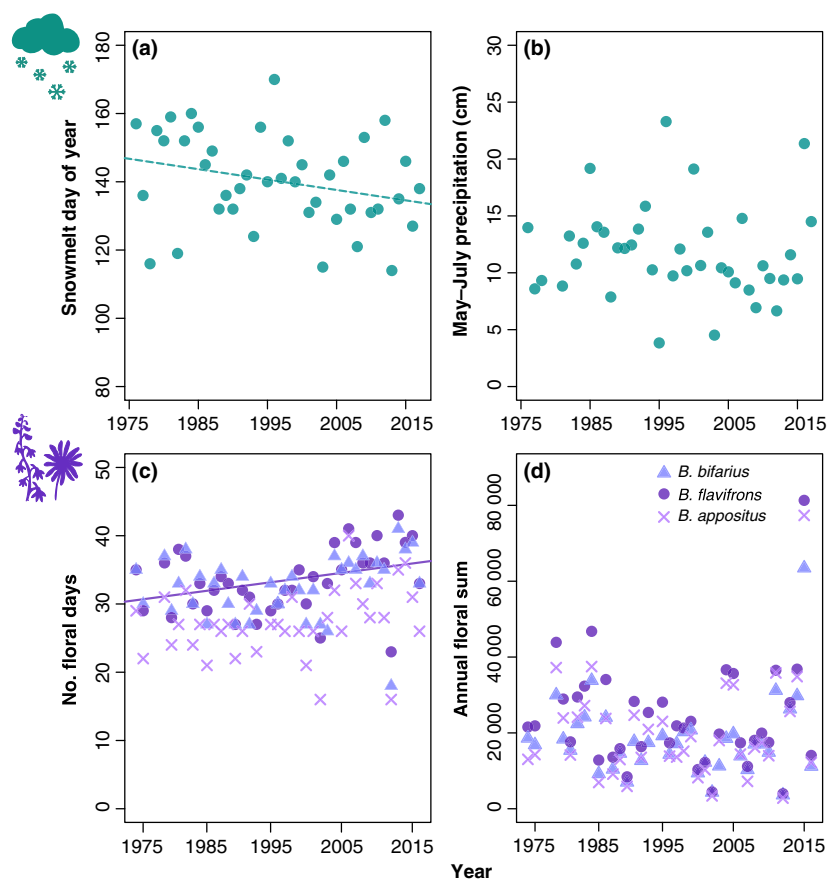 (a)
Snowmelt day of year
180
160
140
120
100
80
1975 1985 1995 2005 2015
(b)
May–July precipitation (cm)
30
25
20
15
10
5
0
1975 1985 1995 2005 2015
(c)
No. floral days
50
40
30
20
10
0
1975 1985 1995 2005 2015
(d)
B. bifarius
B. flavifrons
B. appositus
Annual floral sum
80 000
60 000
40 000
20 000
0
1975 1985 1995 2005 2015
Year